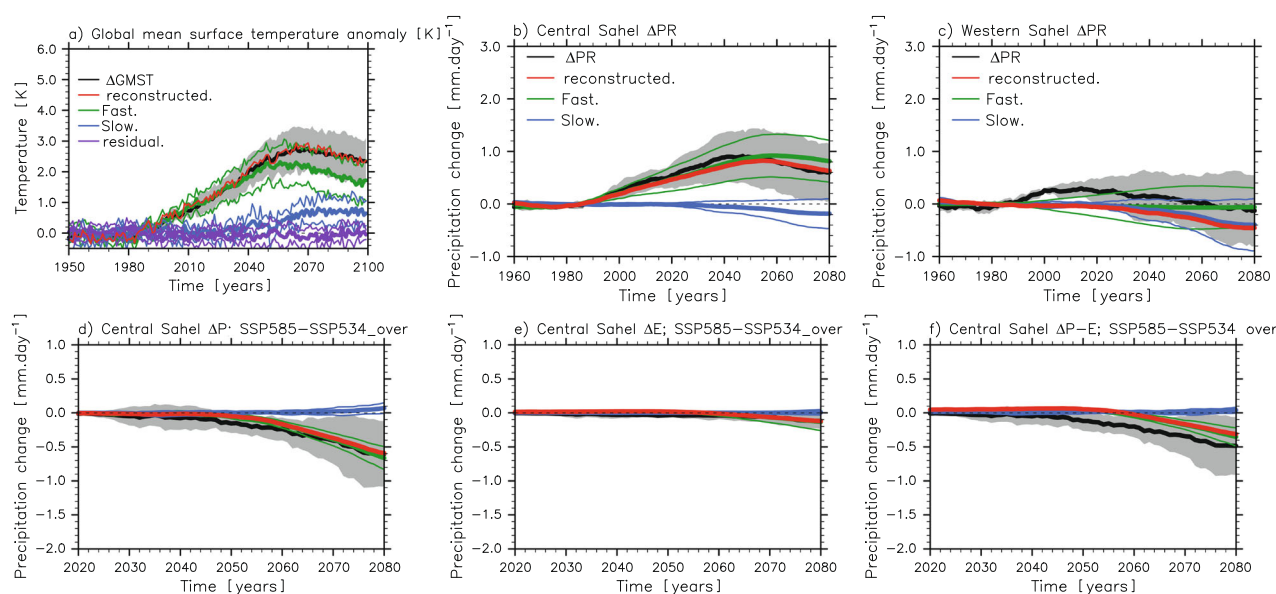 a) Global mean surface temperature anomaly [K]
6.0
5.0
4.0
3.0
2.0
1.0
0.0
Temperature [K]
ΔGMST
reconstructed.
Fast.
Slow.
residual.
1950 1980 2010 2040 2070 2100
Time [years]
b) Central Sahel ΔPR
3.0
2.0
1.0
0.0
−1.0
Precipitation change [mm.day−1]
ΔPR
reconstructed.
Fast.
Slow.
1960 1980 2000 2020 2040 2060 2080
Time [years]
c) Western Sahel ΔPR
3.0
2.0
1.0
0.0
−1.0
Precipitation change [mm.day−1]
ΔPR
reconstructed.
Fast.
Slow.
1960 1980 2000 2020 2040 2060 2080
Time [years]
d) Central Sahel ΔP; SSP585−SSP534_over
1.0
0.5
0.0
−0.5
−1.0
−1.5
−2.0
Precipitation change [mm.day−1]
2020 2030 2040 2050 2060 2070 2080
Time [years]
e) Central Sahel ΔE; SSP585−SSP534_over
1.0
0.5
0.0
−0.5
−1.0
−1.5
−2.0
Precipitation change [mm.day−1]
2020 2030 2040 2050 2060 2070 2080
Time [years]
f) Central Sahel ΔP−E; SSP585−SSP534 over
1.0
0.5
0.0
−0.5
−1.0
−1.5
−2.0
Precipitation change [mm.day−1]
2020 2030 2040 2050 2060 2070 2080
Time [years]